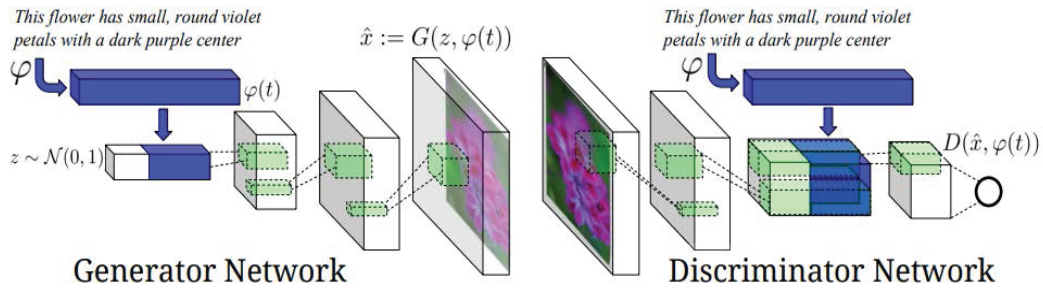 This flower has small, round violet
petals with a dark purple center
φ
φ(t)
z ~ N(0, 1)
x̂ := G(z, φ(t))
Generator Network
This flower has small, round violet
petals with a dark purple center
φ
D(x̂, φ(t))
Discriminator Network